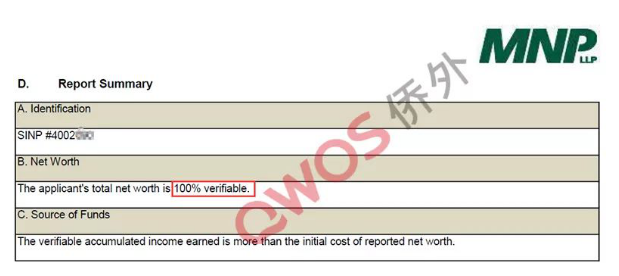 MNP
LLP
D. Report Summary
A. Identification
SINP #4002
B. Net Worth
The applicant's total net worth is 100% verifiable.
C. Source of Funds
The verifiable accumulated income earned is more than the initial cost of reported net worth.
QWOS 侨外